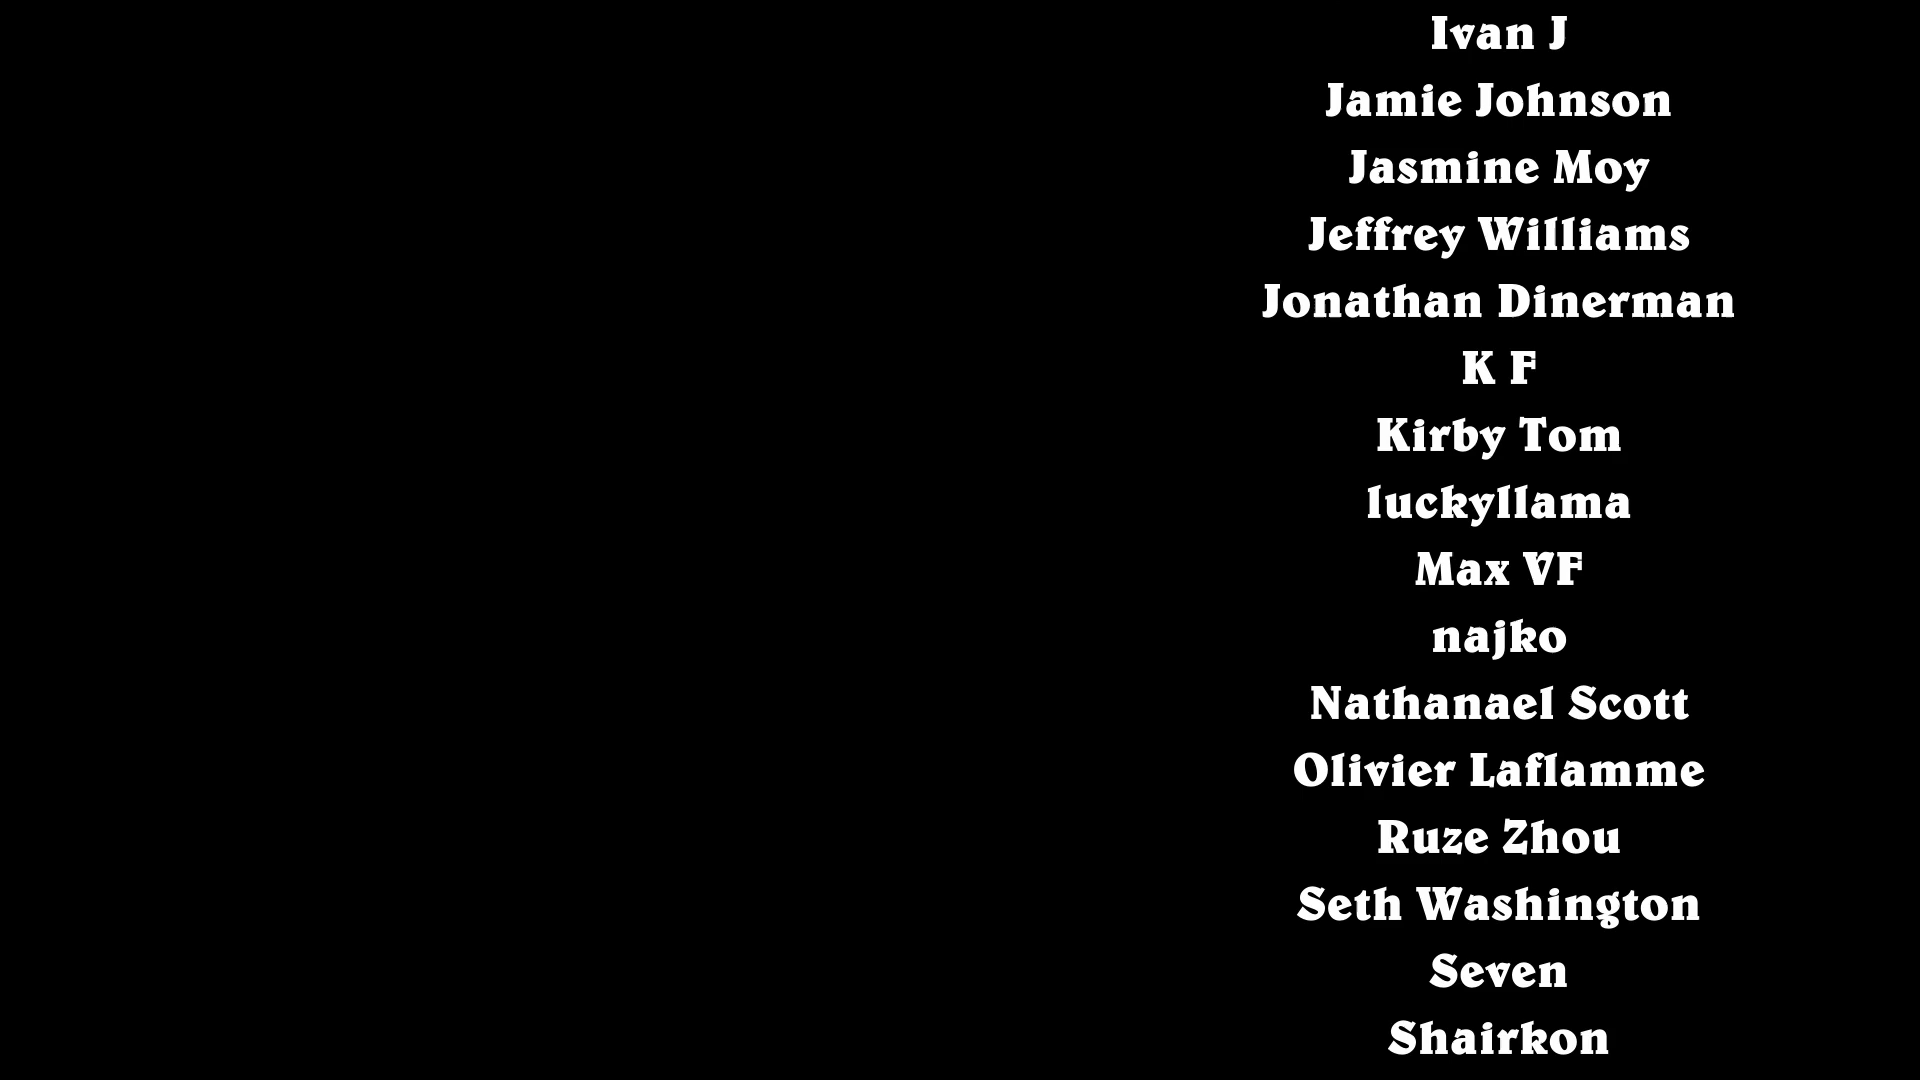 Ivan J
Jamie Johnson
Jasmine Moy
Jeffrey Williams
Jonathan Dinerman
K F
Kirby Tom
luckyllama
Max VF
najko
Nathanael Scott
Olivier Laflamme
Ruze Zhou
Seth Washington
Seven
Shairkon